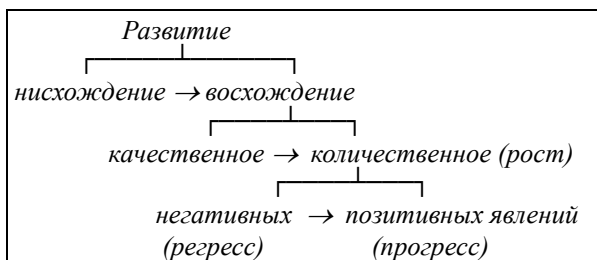 Развитие
нисхождение → восхождение
качественное → количественное (рост)
негативных → позитивных явлений
(регресс) (прогресс)